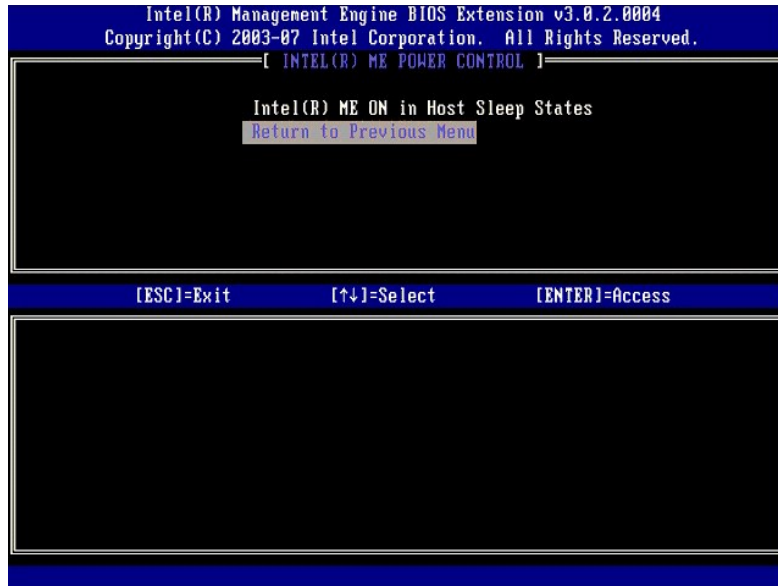 Intel(R) Management Engine BIOS Extension v3.0.2.0004
Copyright(C) 2003-07 Intel Corporation. All Rights Reserved.
[ INTEL(R) ME POWER CONTROL ]
Intel(R) ME ON in Host Sleep States
Return to Previous Menu
[ESC]=Exit [↑↓]=Select [ENTER]=Access